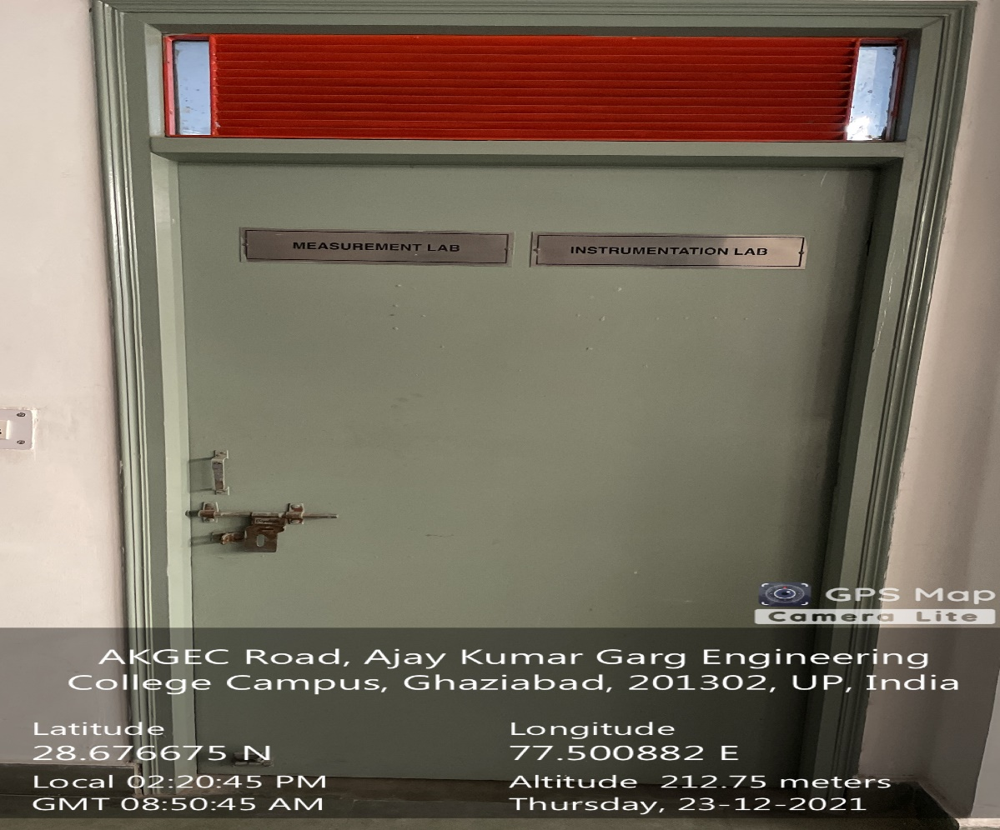 MEASUREMENT LAB
INSTRUMENTATION LAB
GPS Map
Camera Lite
AKGEC Road, Ajay Kumar Garg Engineering
College Campus, Ghaziabad, 201302, UP, India
Latitude
28.676675 N
Longitude
77.500882 E
Local 02:20:45 PM
GMT 08:50:45 AM
Altitude 212.75 meters
Thursday, 23-12-2021